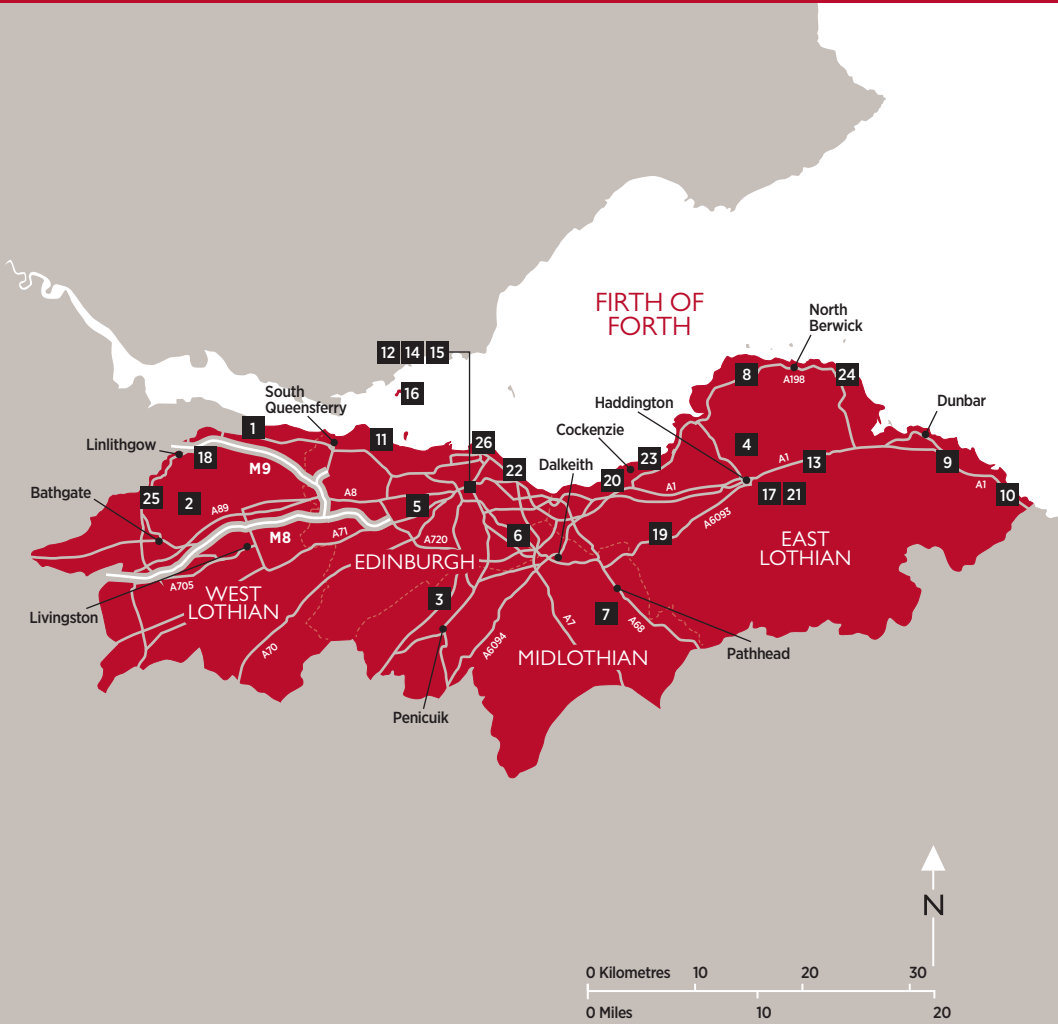 FIRTH OF
FORTH
North
Berwick
12 14 15
8
A198
24
16
South
Queensferry
Haddington
Dunbar
1
11
Cockenzie
26
4
Linlithgow
18
M9
22
Dalkeith
20
23
A1
13
9
Bathgate
25
2
A89
A8
5
A1
17 21
A1
10
M8
A71
A720
6
19
A6093
EDINBURGH
EAST
LOTHIAN
A705
WEST
LOTHIAN
3
7
Livingston
A70
A6094
A7
A68
MIDLOTHIAN
Pathhead
Penicuik
N
0 Kilometres 10 20 30
0 Miles 10 20